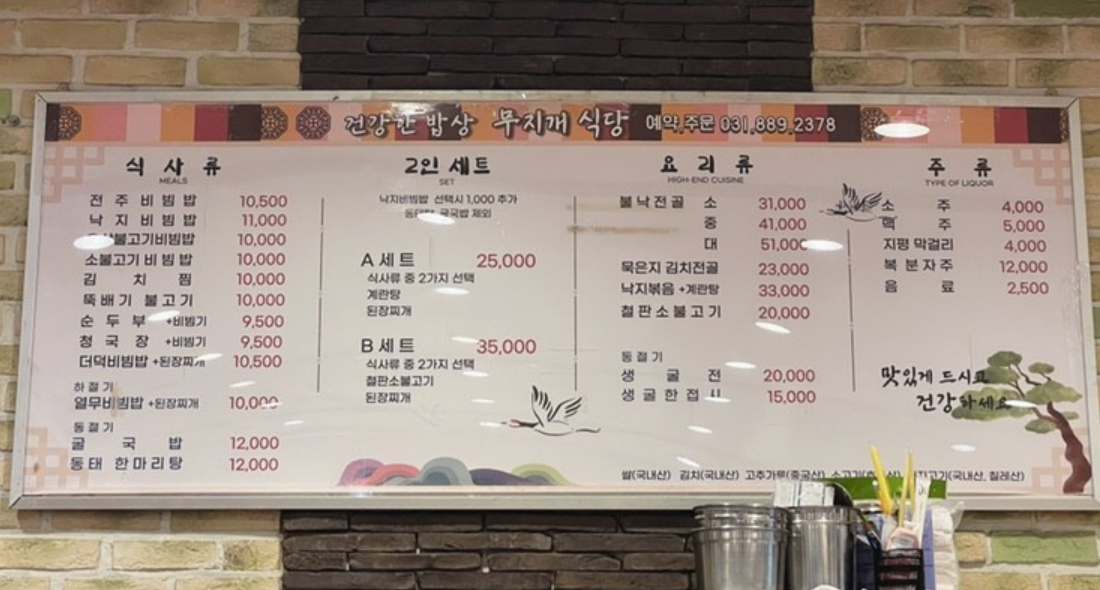 건강한 밥상 무지개 식당 예약.주문 031.889.2378
식사류
MEALS
전주비빔밥 10,500
낙지비빔밥 11,000
불고기비빔밥 10,000
소불고기비빔밥 10,000
김치찜 10,000
뚝배기 불고기 10,000
순두부 +비빔기 9,500
청국장 +비빔기 9,500
더덕비빔밥 +된장찌개 10,500
하절기
열무비빔밥 +된장찌개 10,000
동절기
굴국밥 12,000
동태 한마리탕 12,000
2인 세트
SET
낙지비빔밥 선택시 1,000 추가
동태탕, 굴국밥 제외
A 세트 25,000
식사류 중 2가지 선택
계란탕
된장찌개
B 세트 35,000
식사류 중 2가지 선택
철판소불고기
된장찌개
요리류
HIGH-END CUISINE
불낙전골 소 31,000
중 41,000
대 51,000
묵은지 김치전골 23,000
낙지볶음 +계란탕 33,000
철판소불고기 20,000
동절기
생굴전 20,000
생굴한접시 15,000
주류
TYPE OF LIQUOR
소주 4,000
맥주 5,000
지평 막걸리 4,000
복분자주 12,000
음료 2,500
맛있게 드시고
건강하세요
쌀(국내산) 김치(국내산) 고추가루(중국산) (국내산, 칠레산)